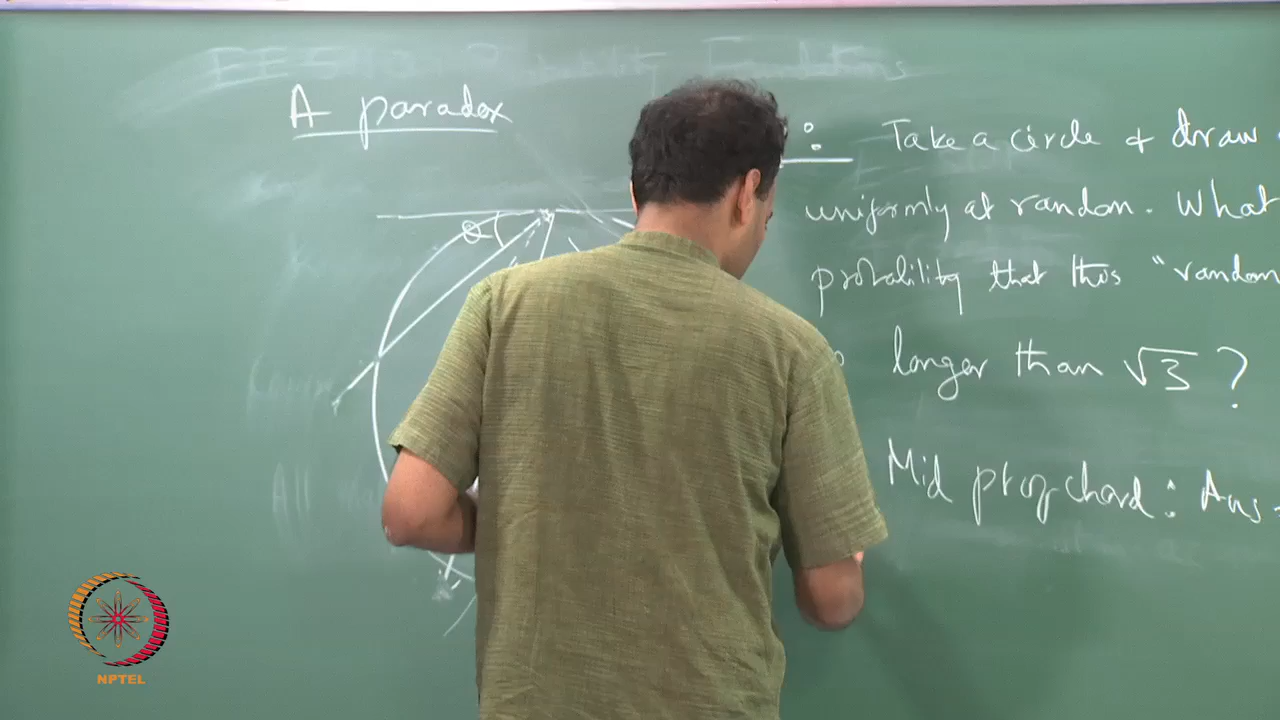 A paradox
: Take a circle & draw
uniformly at random. What
probability that this "random
longer than √3 ?
Mid pt of chord : Ans
θ
NPTEL